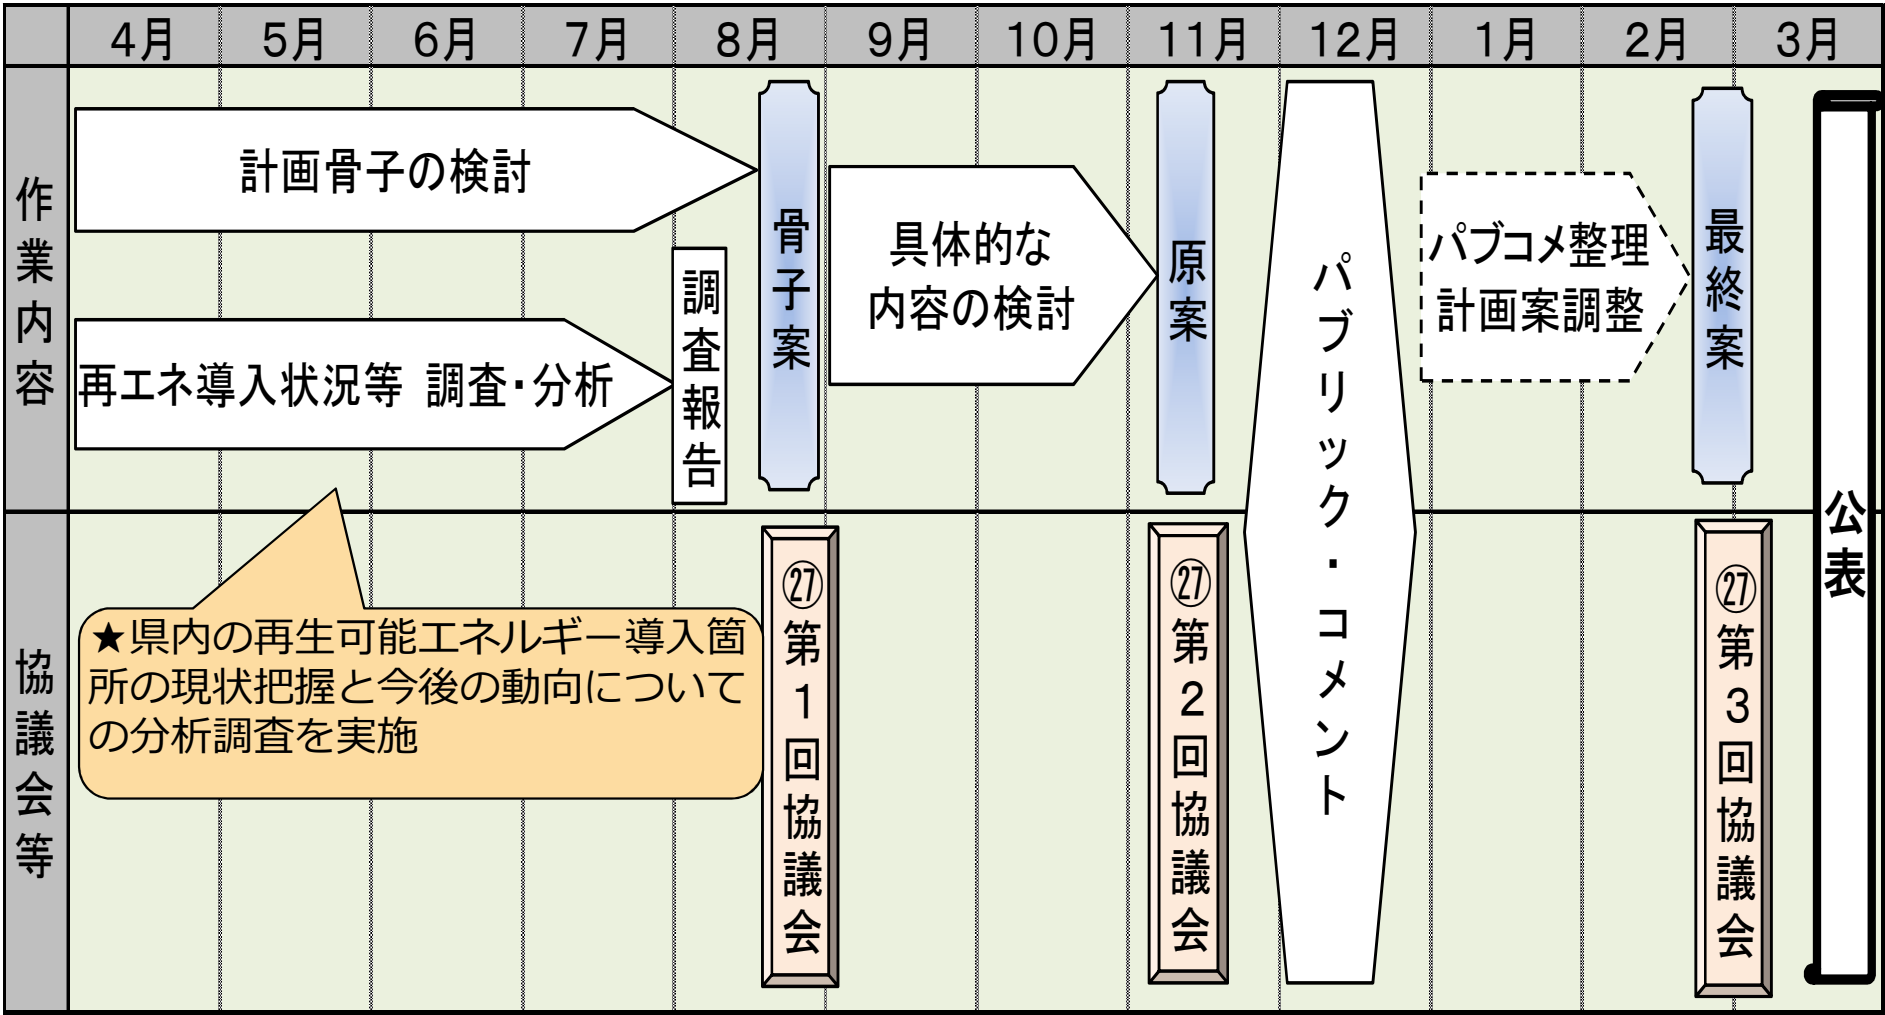 4月 5月 6月 7月 8月 9月 10月 11月 12月 1月 2月 3月
作業内容
計画骨子の検討
再エネ導入状況等 調査・分析
調査報告
骨子案
具体的な
内容の検討
原案
パブリック・コメント
パブコメ整理
計画案調整
最終案
公表
協議会等
★県内の再生可能エネルギー導入箇
所の現状把握と今後の動向について
の分析調査を実施
㉗第1回協議会
㉗第2回協議会
㉗第3回協議会